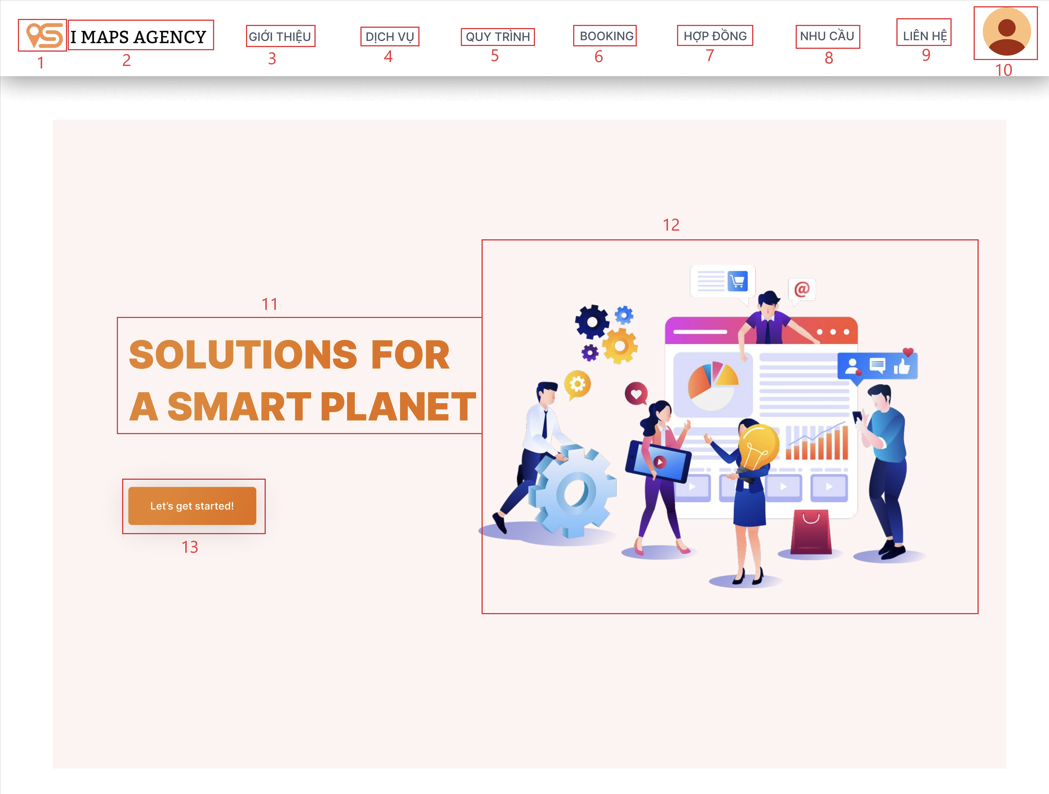 I MAPS AGENCY GIỚI THIỆU DỊCH VỤ QUY TRÌNH BOOKING HỢP ĐỒNG NHU CẦU LIÊN HỆ
1 2 3 4 5 6 7 8 9 10
12
@
11
SOLUTIONS FOR
A SMART PLANET
Let's get started!
13